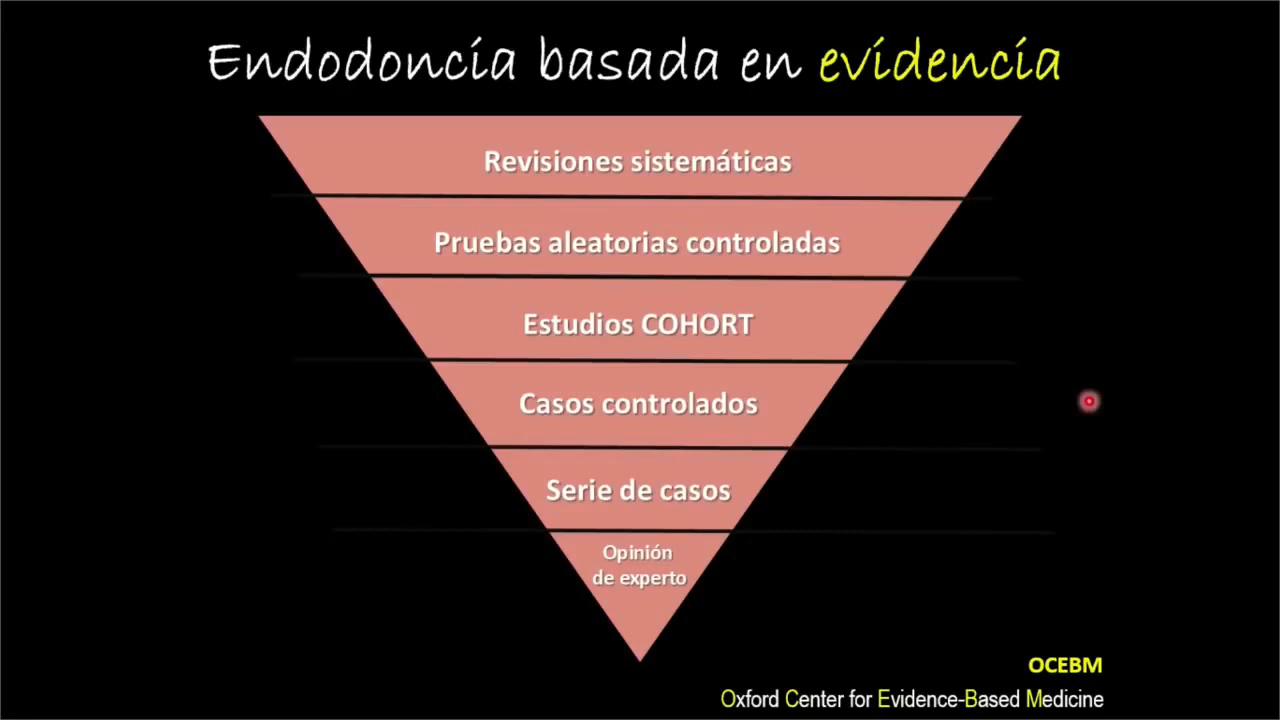 Endodoncia basada en evidencia
Revisiones sistemáticas
Pruebas aleatorias controladas
Estudios COHORT
Casos controlados
Serie de casos
Opinión
de experto
OCEBM
Oxford Center for Evidence-Based Medicine